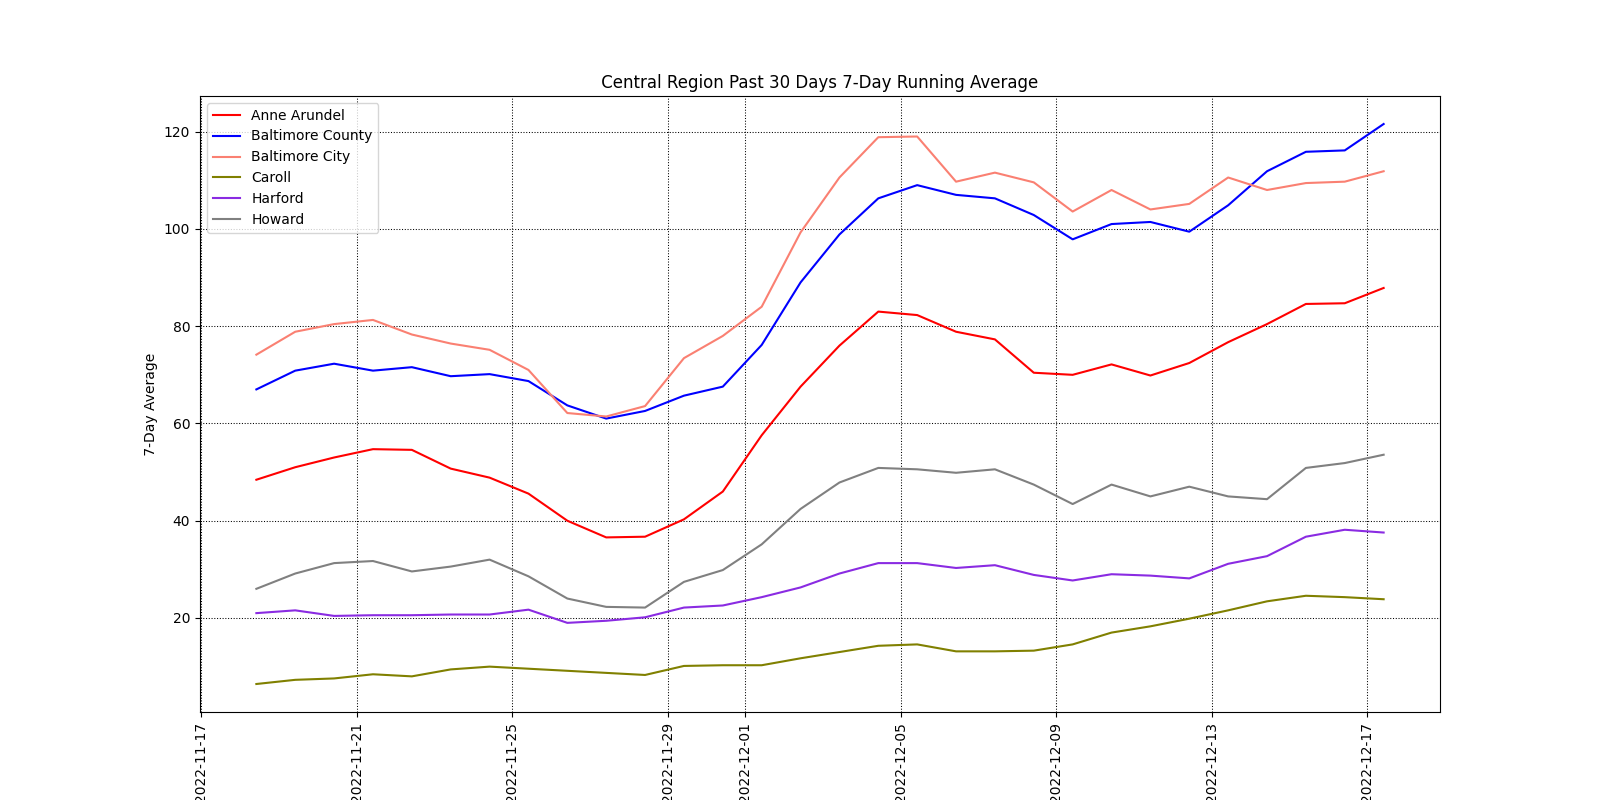 Central Region Past 30 Days 7-Day Running Average
Anne Arundel
Baltimore County
Baltimore City
Caroll
Harford
Howard
7-Day Average
120
100
80
60
40
20
2022-11-17
2022-11-21
2022-11-25
2022-11-29
2022-12-01
2022-12-05
2022-12-09
2022-12-13
2022-12-17